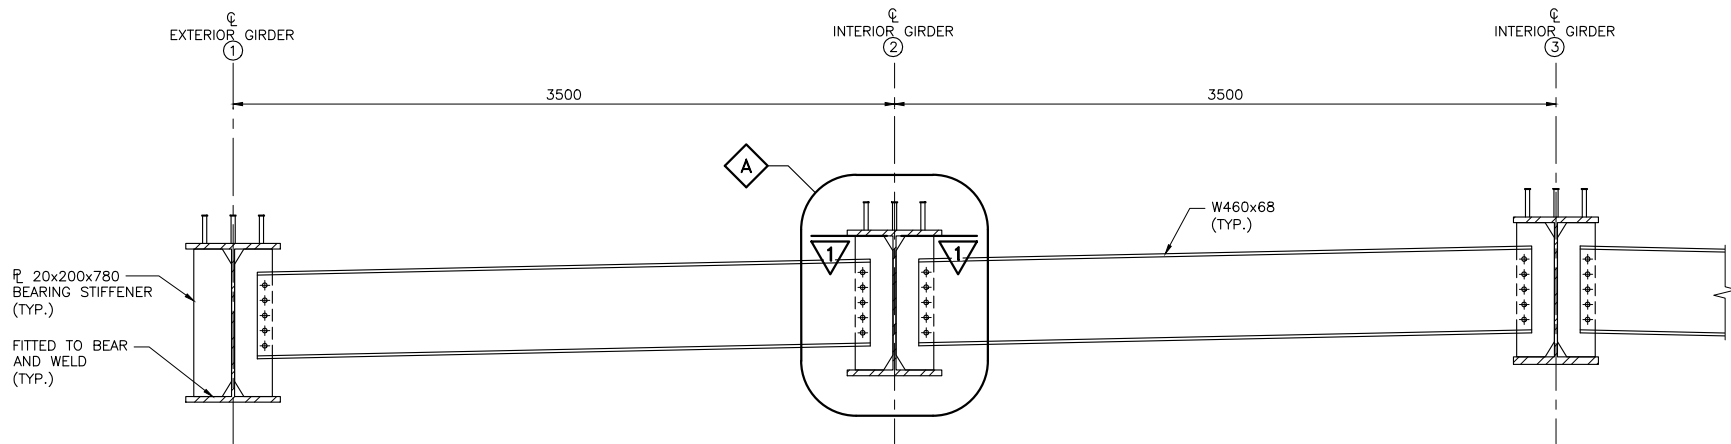 ℄
EXTERIOR GIRDER
1
℄
INTERIOR GIRDER
2
℄
INTERIOR GIRDER
3
3500
3500
A
W460x68
(TYP.)
1
1
℄ 20x200x780
BEARING STIFFENER
(TYP.)
FITTED TO BEAR
AND WELD
(TYP.)